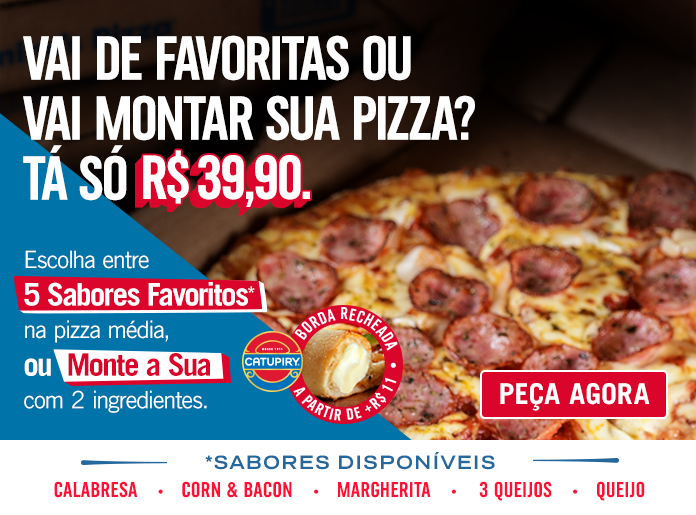 VAI DE FAVORITAS OU
VAI MONTAR SUA PIZZA?
TÁ SÓ R$ 39,90.
Escolha entre
5 Sabores Favoritos*
na pizza média,
ou Monte a Sua
com 2 ingredientes.
DESDE 1911
CATUPIRY
BORDA RECHEADA
A PARTIR DE +R$ 11
PEÇA AGORA
*SABORES DISPONÍVEIS
CALABRESA • CORN & BACON • MARGHERITA • 3 QUEIJOS • QUEIJO